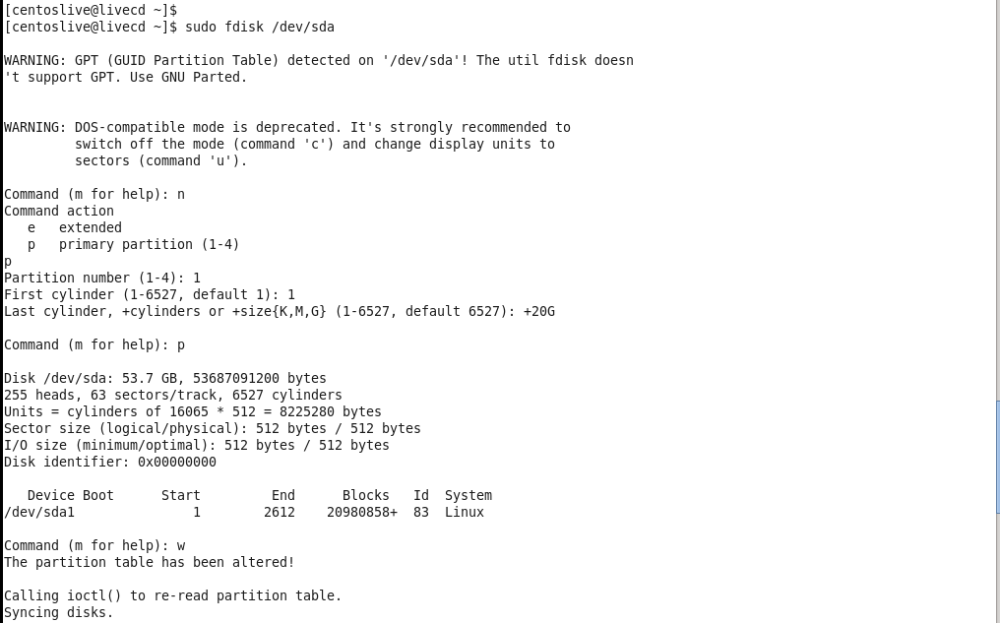 [centoslive@livecd ~]$
[centoslive@livecd ~]$ sudo fdisk /dev/sda

WARNING: GPT (GUID Partition Table) detected on '/dev/sda'! The util fdisk doesn
't support GPT. Use GNU Parted.


WARNING: DOS-compatible mode is deprecated. It's strongly recommended to
         switch off the mode (command 'c') and change display units to
         sectors (command 'u').

Command (m for help): n
Command action
   e   extended
   p   primary partition (1-4)
p
Partition number (1-4): 1
First cylinder (1-6527, default 1): 1
Last cylinder, +cylinders or +size{K,M,G} (1-6527, default 6527): +20G

Command (m for help): p

Disk /dev/sda: 53.7 GB, 53687091200 bytes
255 heads, 63 sectors/track, 6527 cylinders
Units = cylinders of 16065 * 512 = 8225280 bytes
Sector size (logical/physical): 512 bytes / 512 bytes
I/O size (minimum/optimal): 512 bytes / 512 bytes
Disk identifier: 0x00000000

   Device Boot      Start         End      Blocks   Id  System
/dev/sda1               1        2612    20980858+  83  Linux

Command (m for help): w
The partition table has been altered!

Calling ioctl() to re-read partition table.
Syncing disks.